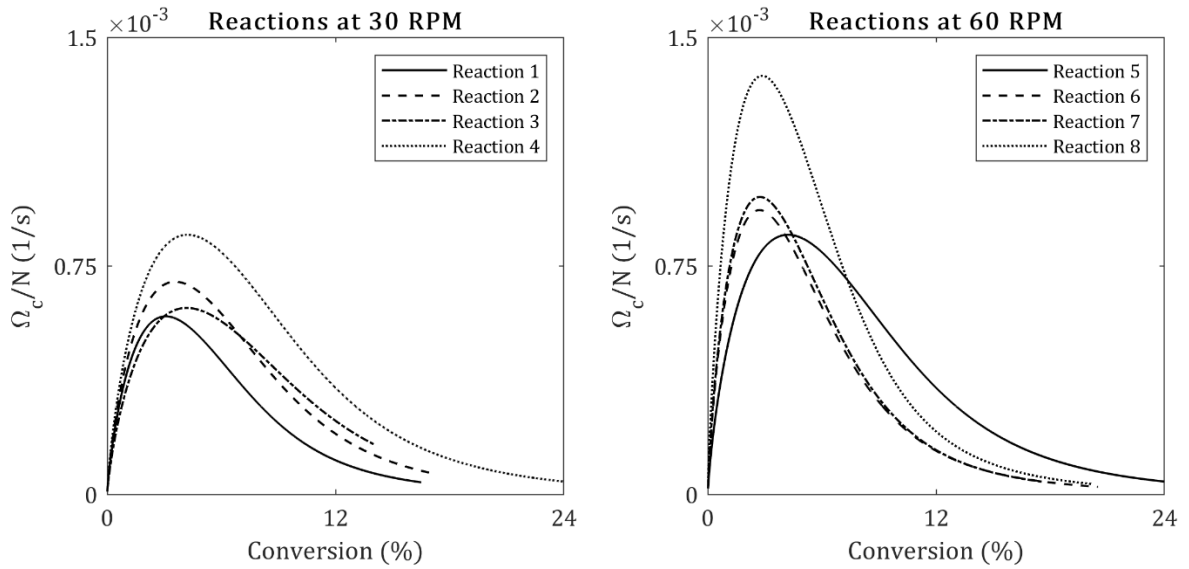 Reactions at 30 RPM
×10⁻³
1.5
0.75
0
Ω_c/N (1/s)
0
12
24
Conversion (%)
Reaction 1
Reaction 2
Reaction 3
Reaction 4
Reactions at 60 RPM
×10⁻³
1.5
0.75
0
Ω_c/N (1/s)
0
12
24
Conversion (%)
Reaction 5
Reaction 6
Reaction 7
Reaction 8